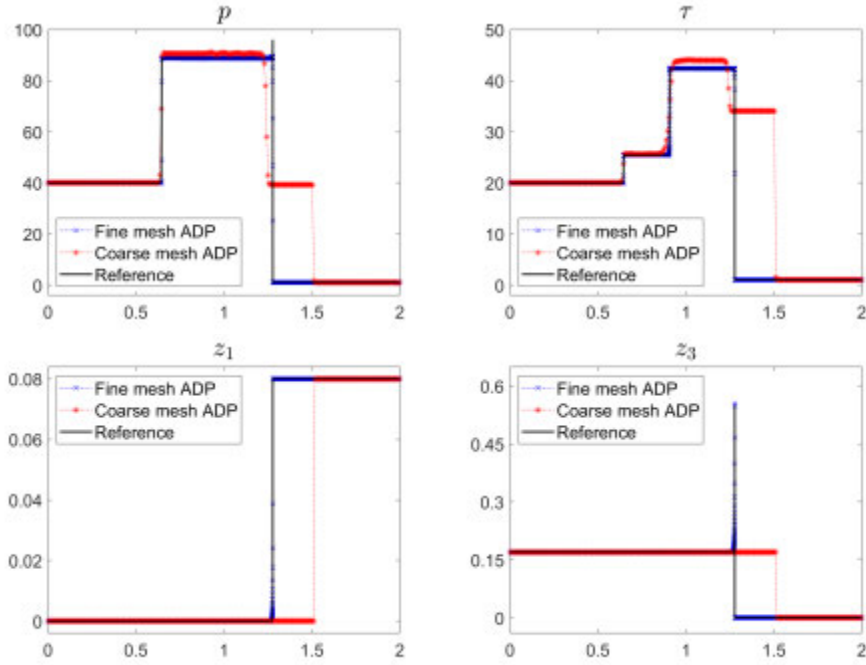 p
100
80
60
40
20
0
Fine mesh ADP
Coarse mesh ADP
Reference
0 0.5 1 1.5 2
τ
50
40
30
20
10
0
Fine mesh ADP
Coarse mesh ADP
Reference
0 0.5 1 1.5 2
z₁
0.08
0.06
0.04
0.02
0
Fine mesh ADP
Coarse mesh ADP
Reference
0 0.5 1 1.5 2
z₃
0.6
0.45
0.3
0.15
0
Fine mesh ADP
Coarse mesh ADP
Reference
0 0.5 1 1.5 2